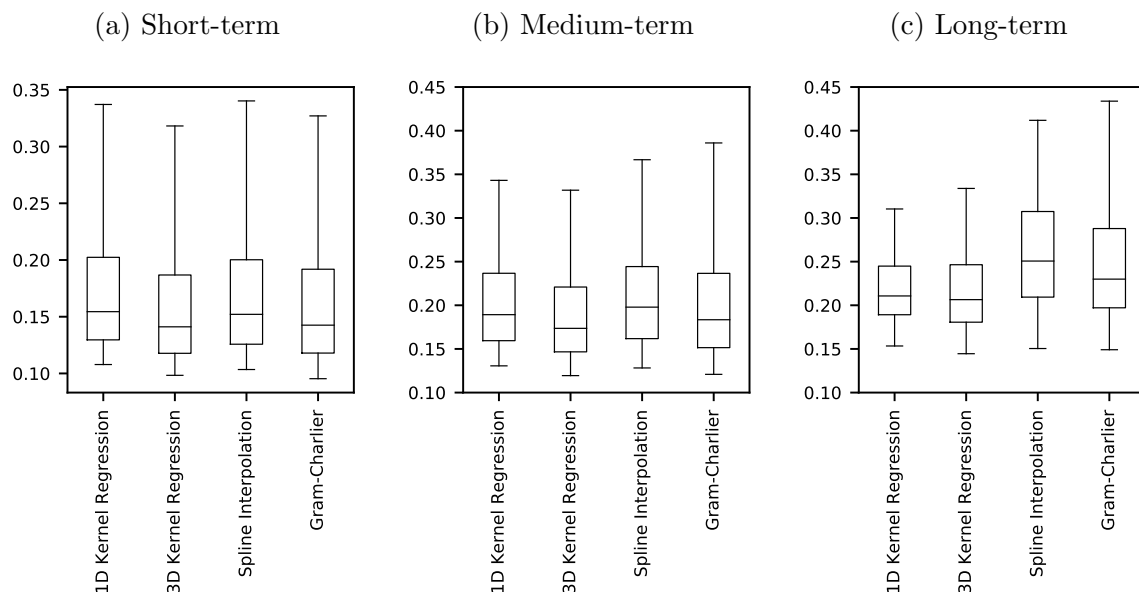 (a) Short-term
(b) Medium-term
(c) Long-term
0.35
0.30
0.25
0.20
0.15
0.10
1D Kernel Regression
3D Kernel Regression
Spline Interpolation
Gram-Charlier
0.45
0.40
0.35
0.30
0.25
0.20
0.15
0.10
1D Kernel Regression
3D Kernel Regression
Spline Interpolation
Gram-Charlier
0.45
0.40
0.35
0.30
0.25
0.20
0.15
0.10
1D Kernel Regression
3D Kernel Regression
Spline Interpolation
Gram-Charlier